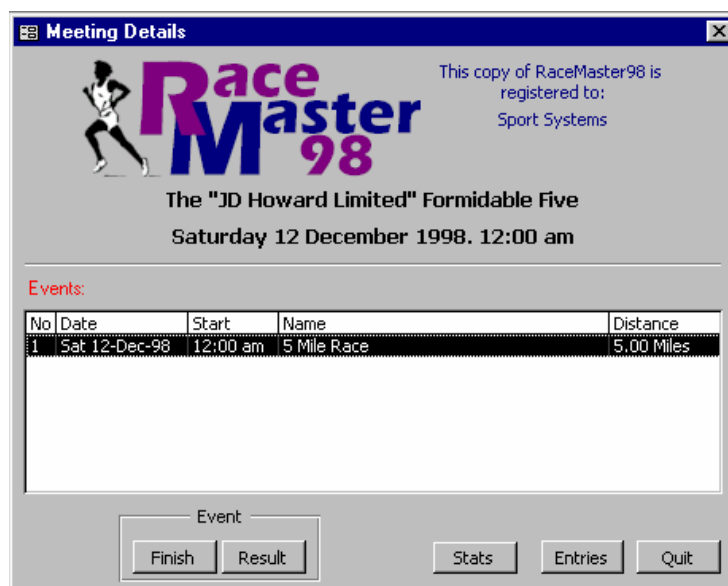 Meeting Details
Race
Master
98
This copy of RaceMaster98 is
registered to:
Sport Systems
The "JD Howard Limited" Formidable Five
Saturday 12 December 1998. 12:00 am
Events:
No Date Start Name Distance
1 Sat 12-Dec-98 12:00 am 5 Mile Race 5.00 Miles
Event
Finish Result Stats Entries Quit